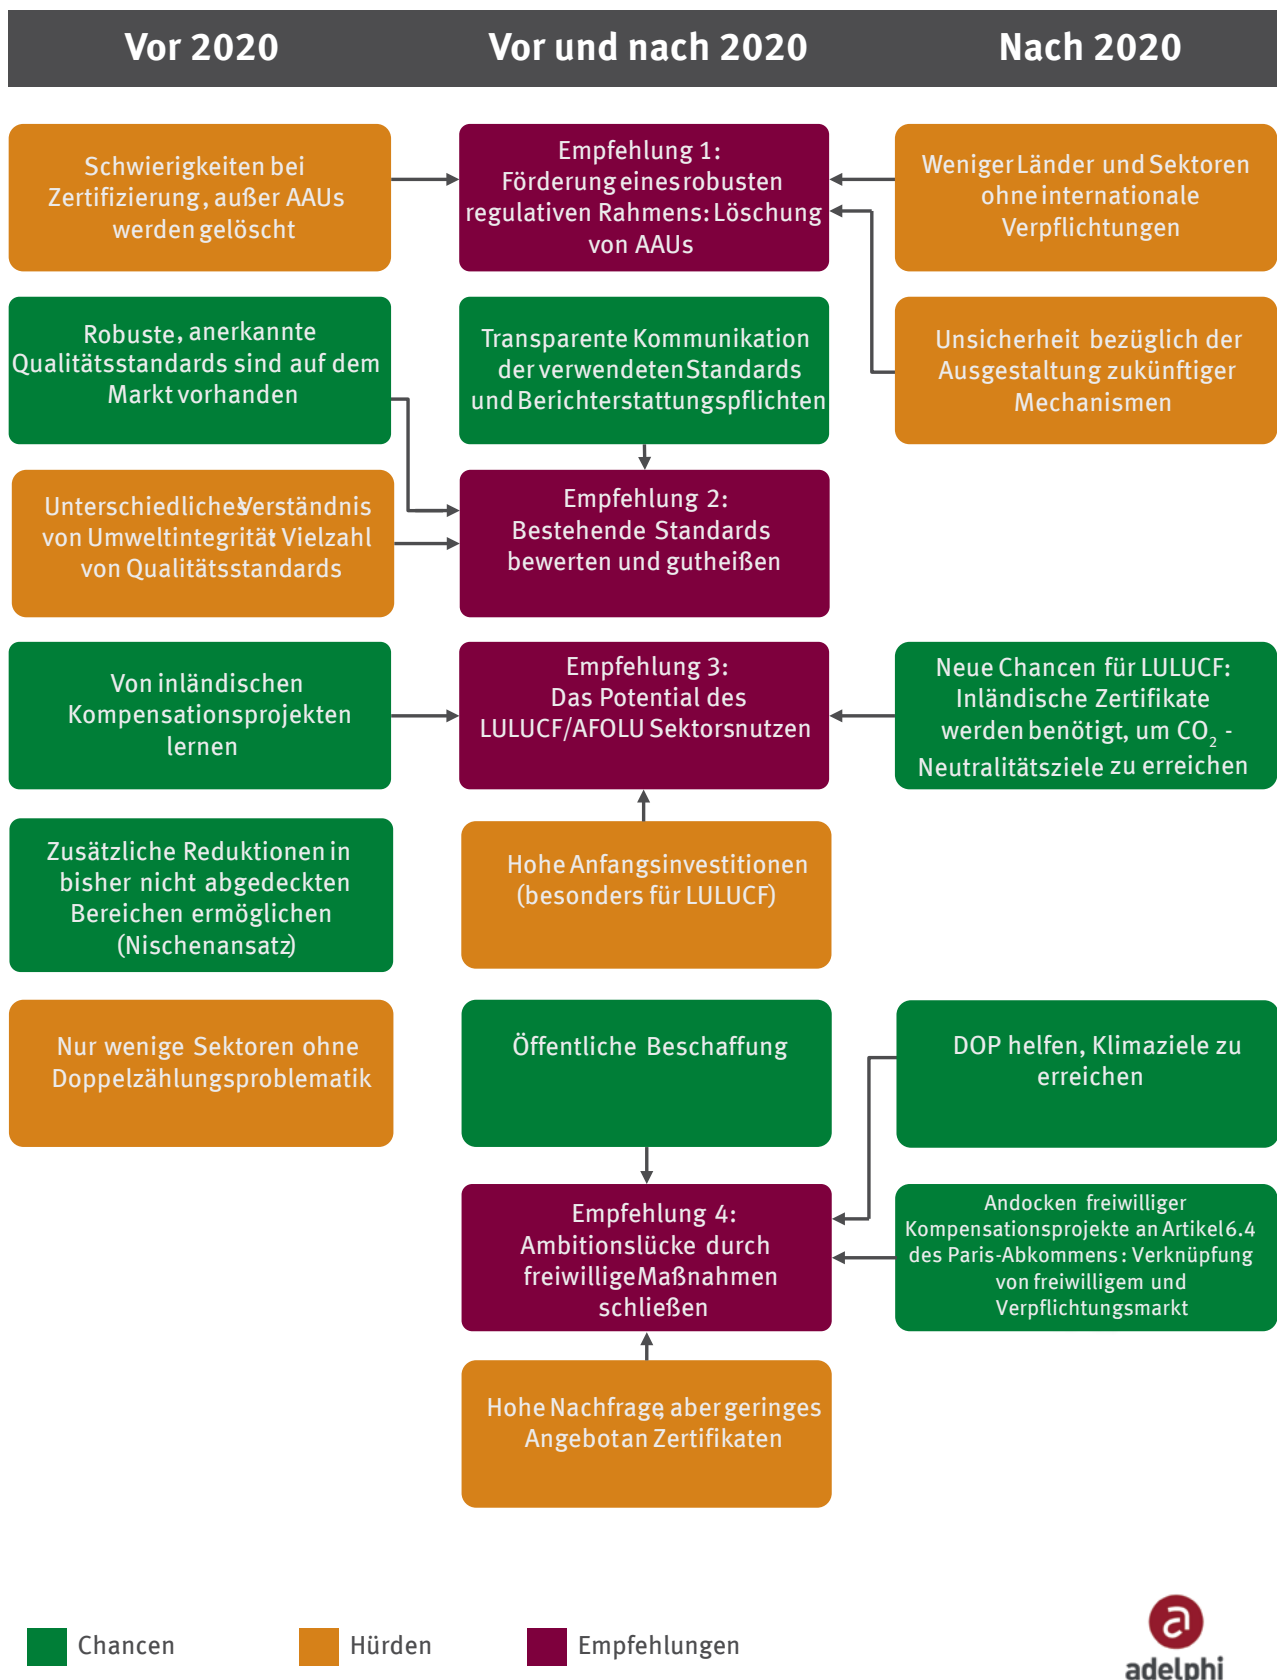 Vor 2020
Vor und nach 2020
Nach 2020
Schwierigkeiten bei
Zertifizierung, außer AAUs
werden gelöscht
Empfehlung 1:
Förderung eines robusten
regulativen Rahmens: Löschung
von AAUs
Weniger Länder und Sektoren
ohne internationale
Verpflichtungen
Robuste, anerkannte
Qualitätsstandards sind auf dem
Markt vorhanden
Transparente Kommunikation
der verwendeten Standards
und Berichterstattungspflichten
Unsicherheit bezüglich der
Ausgestaltung zukünftiger
Mechanismen
Unterschiedliches Verständnis
von Umweltintegrität: Vielzahl
von Qualitätsstandards
Empfehlung 2:
Bestehende Standards
bewerten und gutheißen
Von inländischen
Kompensationsprojekten
lernen
Empfehlung 3:
Das Potential des
LULUCF/AFOLU Sektors nutzen
Neue Chancen für LULUCF:
Inländische Zertifikate
werden benötigt, um CO₂ -
Neutralitätsziele zu erreichen
Zusätzliche Reduktionen in
bisher nicht abgedeckten
Bereichen ermöglichen
(Nischenansatz)
Hohe Anfangsinvestitionen
(besonders für LULUCF)
Nur wenige Sektoren ohne
Doppelzählungsproblematik
Öffentliche Beschaffung
DOP helfen, Klimaziele zu
erreichen
Empfehlung 4:
Ambitionslücke durch
freiwillige Maßnahmen
schließen
Andocken freiwilliger
Kompensationsprojekte an Artikel 6.4
des Paris-Abkommens: Verknüpfung
von freiwilligem und
Verpflichtungsmarkt
Hohe Nachfrage, aber geringes
Angebot an Zertifikaten
Chancen
Hürden
Empfehlungen
a
adelphi